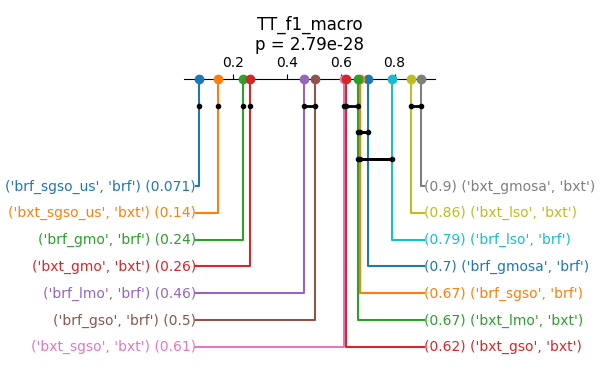 TT_f1_macro
p = 2.79e-28
0.2 0.4 0.6 0.8
('brf_sgso_us', 'brf') (0.071)
(0.9) ('bxt_gmosa', 'bxt')
('bxt_sgso_us', 'bxt') (0.14)
(0.86) ('bxt_lso', 'bxt')
('brf_gmo', 'brf') (0.24)
(0.79) ('brf_lso', 'brf')
('bxt_gmo', 'bxt') (0.26)
(0.7) ('brf_gmosa', 'brf')
('brf_lmo', 'brf') (0.46)
(0.67) ('brf_sgso', 'brf')
('brf_gso', 'brf') (0.5)
(0.67) ('bxt_lmo', 'bxt')
('bxt_sgso', 'bxt') (0.61)
(0.62) ('bxt_gso', 'bxt')